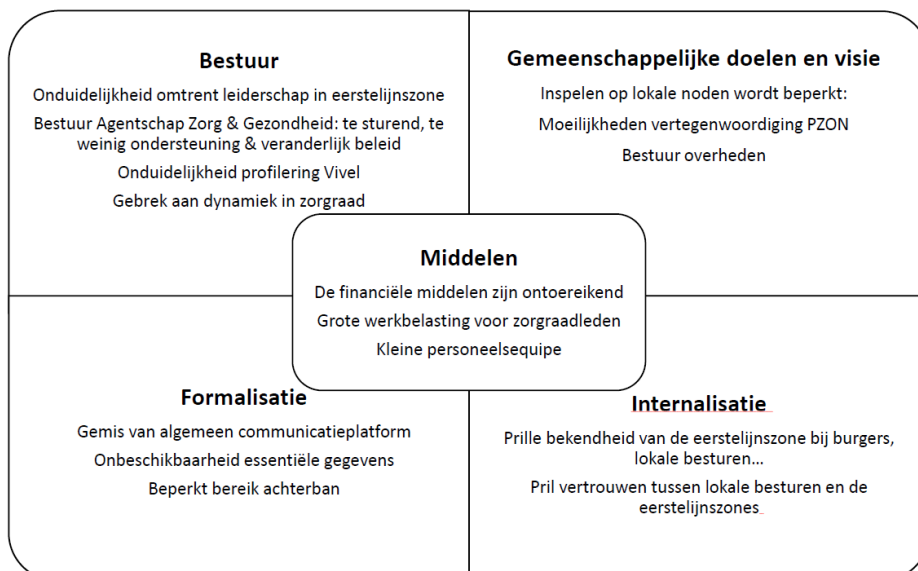 Bestuur
Onduidelijkheid omtrent leiderschap in eerstelijnszone
Bestuur Agentschap Zorg & Gezondheid: te sturend, te
weinig ondersteuning & veranderlijk beleid
Onduidelijkheid profilering Vivel
Gebrek aan dynamiek in zorgraad
Gemeenschappelijke doelen en visie
Inspelen op lokale noden wordt beperkt:
Moeilijkheden vertegenwoordiging PZON
Bestuur overheden
Middelen
De financiële middelen zijn ontoereikend
Grote werkbelasting voor zorgraadleden
Kleine personeelsequipe
Formalisatie
Gemis van algemeen communicatieplatform
Onbeschikbaarheid essentiële gegevens
Beperkt bereik achterban
Internalisatie
Prille bekendheid van de eerstelijnszone bij burgers,
lokale besturen...
Pril vertrouwen tussen lokale besturen en de
eerstelijnszones